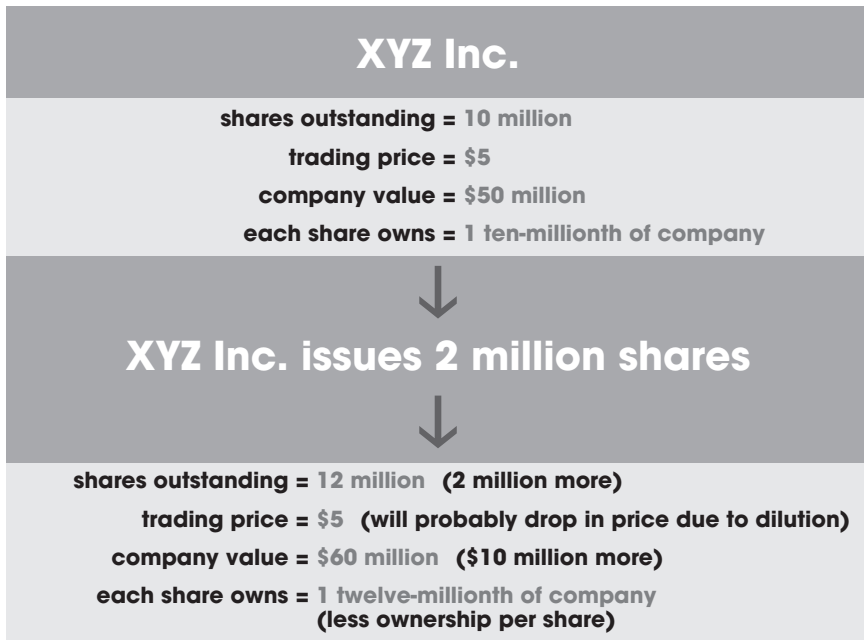 XYZ Inc.
shares outstanding = 10 million
trading price = $5
company value = $50 million
each share owns = 1 ten-millionth of company
XYZ Inc. issues 2 million shares
shares outstanding = 12 million (2 million more)
trading price = $5 (will probably drop in price due to dilution)
company value = $60 million ($10 million more)
each share owns = 1 twelve-millionth of company
(less ownership per share)